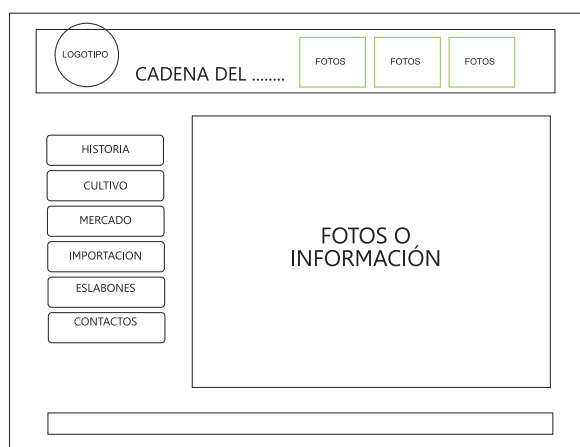 LOGOTIPO
CADENA DEL ........
FOTOS
FOTOS
FOTOS
HISTORIA
CULTIVO
MERCADO
IMPORTACION
ESLABONES
CONTACTOS
FOTOS O
INFORMACIÓN